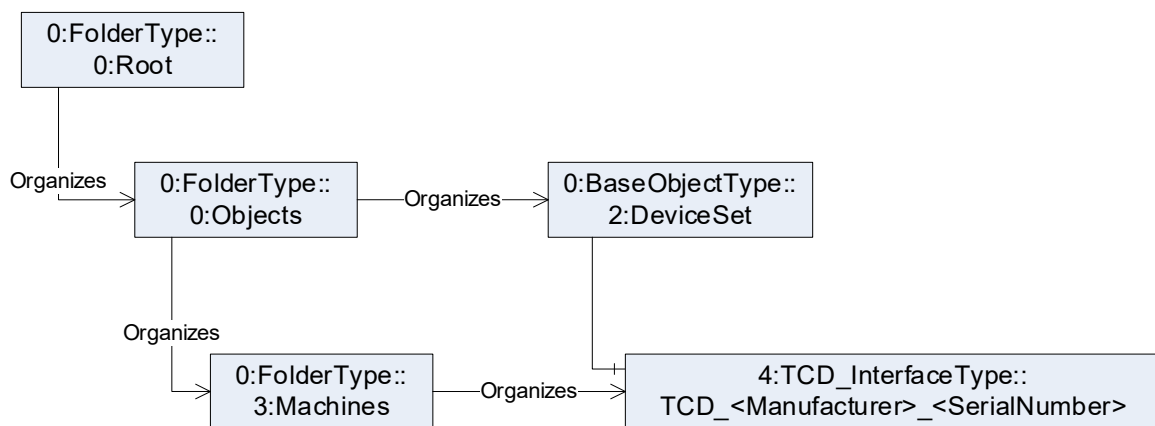 0:FolderType::
0:Root
Organizes
0:FolderType::
0:Objects
Organizes
0:BaseObjectType::
2:DeviceSet
Organizes
0:FolderType::
3:Machines
Organizes
4:TCD_InterfaceType::
TCD_<Manufacturer>_<SerialNumber>